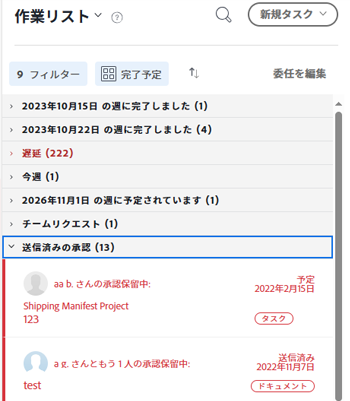 作業リスト
新規タスク
9 フィルター
完了予定
委任を編集
2023年10月15日 の週に完了しました (1)
2023年10月22日 の週に完了しました (4)
遅延 (222)
今週 (1)
2026年11月1日 の週に予定されています (1)
チームリクエスト (1)
送信済みの承認 (13)
aa b. さんの承認保留中:
予定
2022年2月15日
Shipping Manifest Project
123
タスク
a g. さんともう 1 人の承認保留中:
送信済み
2022年11月7日
test
ドキュメント